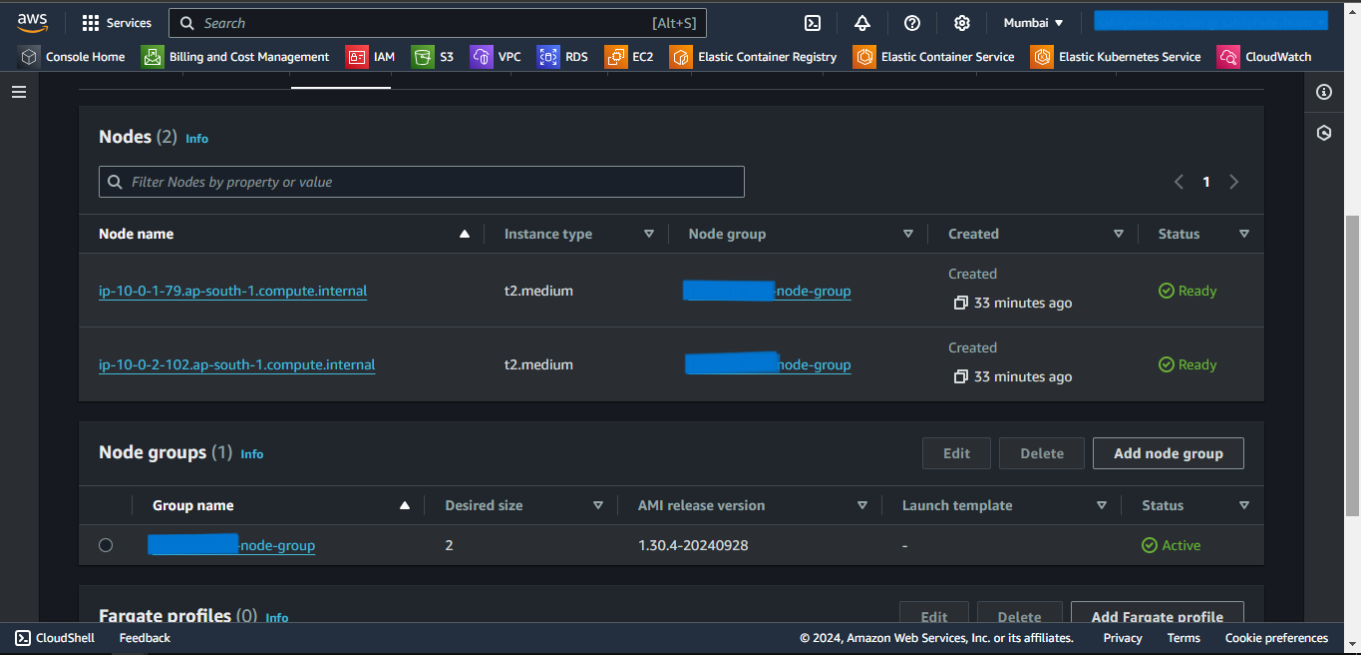 aws Services Search [Alt+S] Mumbai
Console Home Billing and Cost Management IAM S3 VPC RDS EC2 Elastic Container Registry Elastic Container Service Elastic Kubernetes Service CloudWatch
Nodes (2) Info
Filter Nodes by property or value 1
Node name Instance type Node group Created Status
Created
ip-10-0-1-79.ap-south-1.compute.internal t2.medium -node-group 33 minutes ago Ready
Created
ip-10-0-2-102.ap-south-1.compute.internal t2.medium node-group 33 minutes ago Ready
Node groups (1) Info Edit Delete Add node group
Group name Desired size AMI release version Launch template Status
-node-group 2 1.30.4-20240928 - Active
Fargate profiles (0) Info Edit Delete Add Fargate profile
CloudShell Feedback © 2024, Amazon Web Services, Inc. or its affiliates. Privacy Terms Cookie preferences